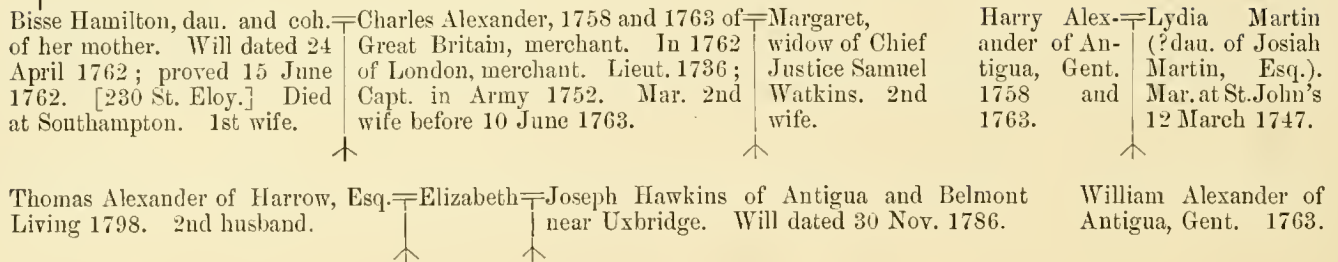 Bisse Hamilton, dau. and coh.
of her mother. Will dated 24
April 1762; proved 15 June
1762. [230 St. Eloy.] Died
at Southampton. 1st wife.
Charles Alexander, 1758 and 1763 of
Great Britain, merchant. In 1762
of London, merchant. Lieut. 1736;
Capt. in Army 1752. Mar. 2nd
wife before 10 June 1763.
Margaret,
widow of Chief
Justice Samuel
Watkins. 2nd
wife.
Harry Alex-
ander of An-
tigua, Gent.
1758 and
1763.
Lydia Martin
(?dau. of Josiah
Martin, Esq.).
Mar. at St. John's
12 March 1747.
Thomas Alexander of Harrow, Esq.
Living 1798. 2nd husband.
Elizabeth
Joseph Hawkins of Antigua and Belmont
near Uxbridge. Will dated 30 Nov. 1786.
William Alexander of
Antigua, Gent. 1763.